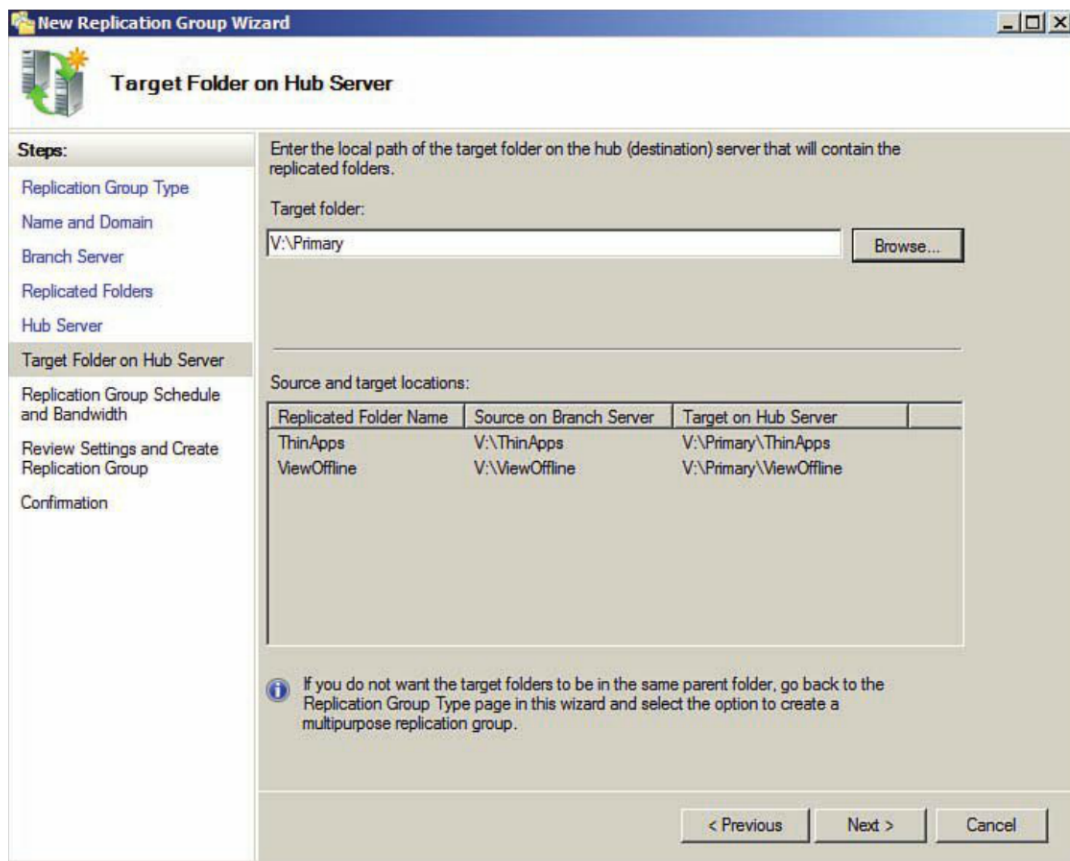 New Replication Group Wizard
Target Folder on Hub Server
Steps:
Replication Group Type
Name and Domain
Branch Server
Replicated Folders
Hub Server
Target Folder on Hub Server
Replication Group Schedule
and Bandwidth
Review Settings and Create
Replication Group
Confirmation
Enter the local path of the target folder on the hub (destination) server that will contain the
replicated folders.
Target folder:
V:\Primary
Browse...
Source and target locations:
Replicated Folder Name Source on Branch Server Target on Hub Server
ThinApps V:\ThinApps V:\Primary\ThinApps
ViewOffline V:\ViewOffline V:\Primary\ViewOffline
If you do not want the target folders to be in the same parent folder, go back to the
Replication Group Type page in this wizard and select the option to create a
multipurpose replication group.
< Previous Next > Cancel